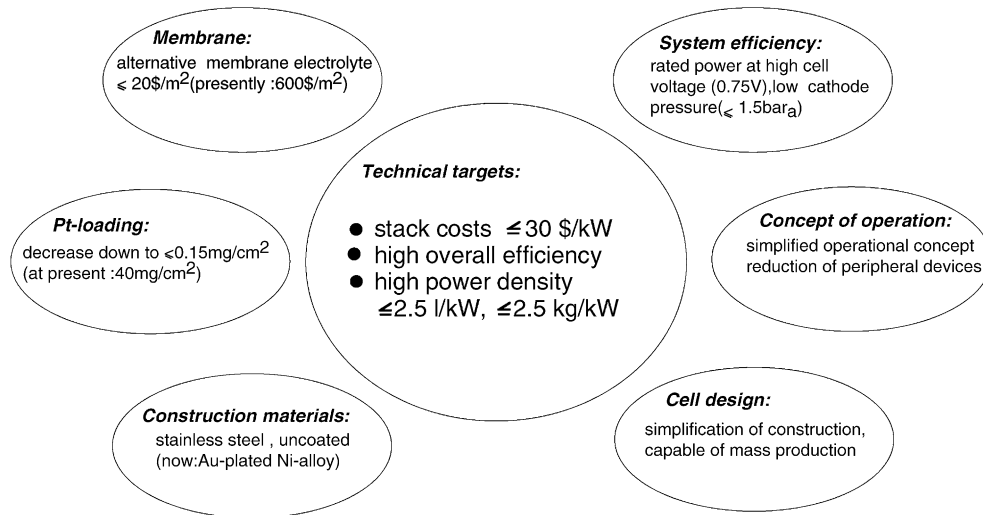 Membrane:
alternative membrane electrolyte
⩽ 20$/m²(presently :600$/m²)
System efficiency:
rated power at high cell
voltage (0.75V),low cathode
pressure(⩽ 1.5barₐ)
Technical targets:
● stack costs ≤30 $/kW
● high overall efficiency
● high power density
≤2.5 l/kW, ≤2.5 kg/kW
Pt-loading:
decrease down to ⩽0.15mg/cm²
(at present :40mg/cm²)
Concept of operation:
simplified operational concept
reduction of peripheral devices
Construction materials:
stainless steel , uncoated
(now:Au-plated Ni-alloy)
Cell design:
simplification of construction,
capable of mass production